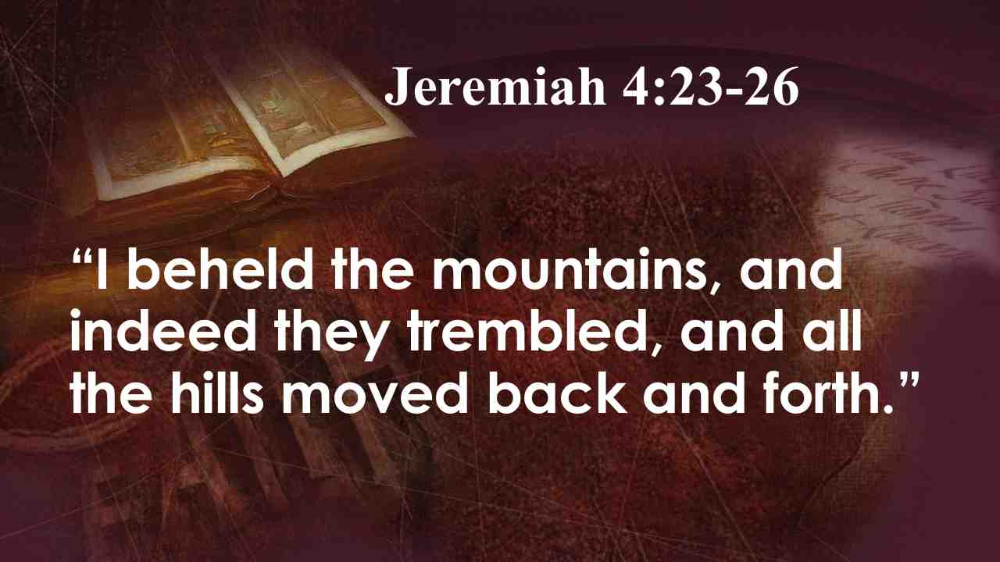 Jeremiah 4:23-26
“I beheld the mountains, and
indeed they trembled, and all
the hills moved back and forth.”